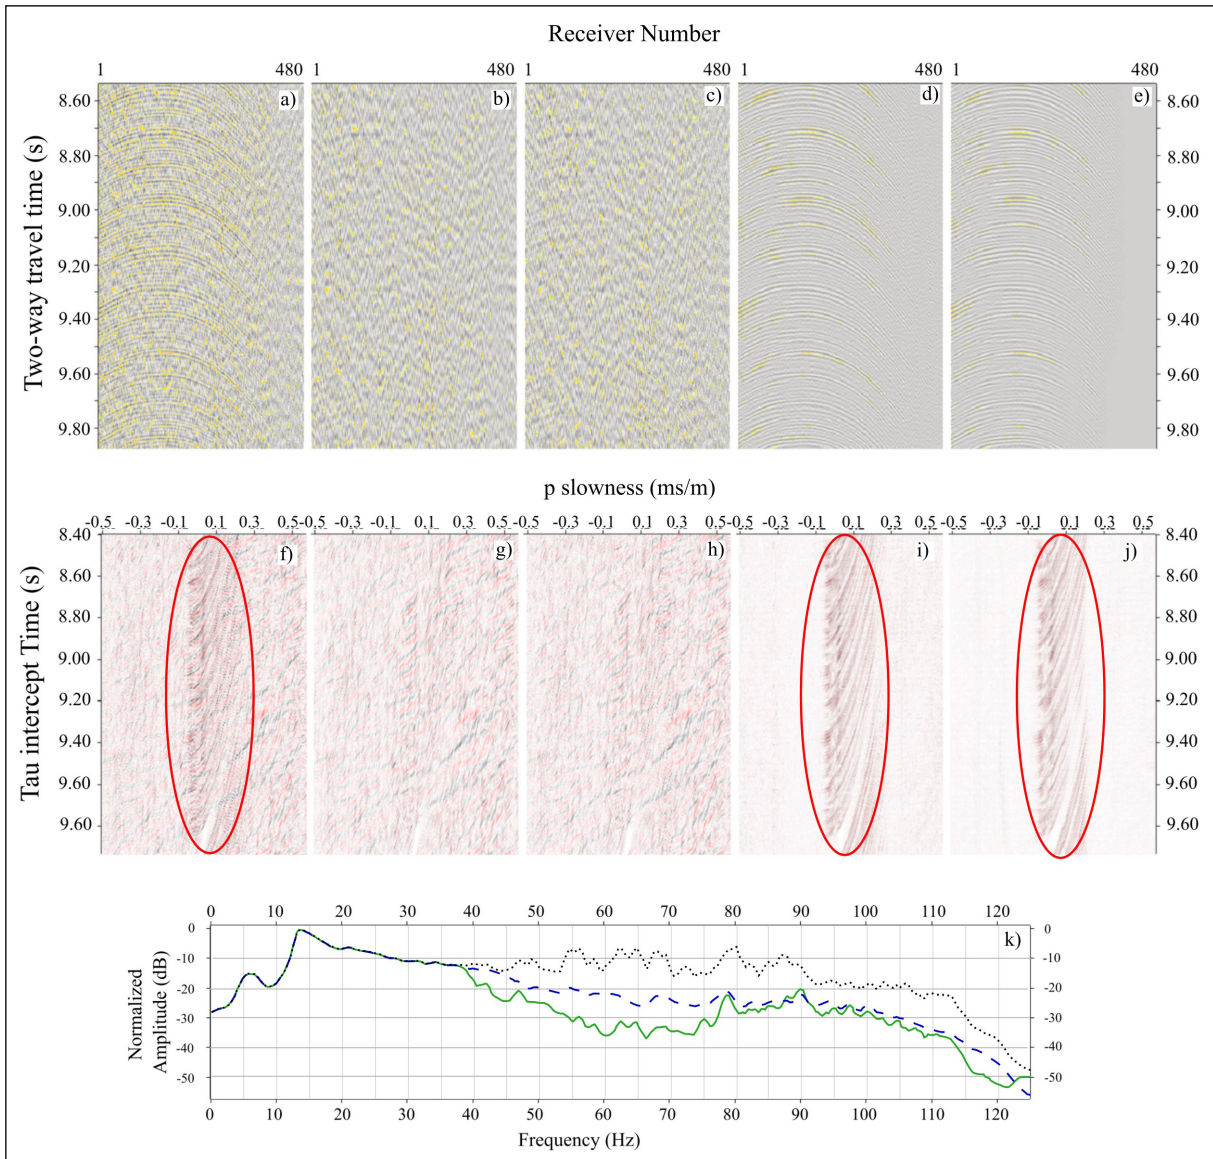 Receiver Number
1 480 1 480 1 480 1 480 1 480
a) b) c) d) e)
Two-way travel time (s)
8.60 8.60
8.80 8.80
9.00 9.00
9.20 9.20
9.40 9.40
9.60 9.60
9.80 9.80
p slowness (ms/m)
-0.5 -0.3 -0.1 0.1 0.3 -0.5 -0.3 -0.1 0.1 0.3 0.5 -0.3 -0.1 0.1 0.3 0.5 -0.3 -0.1 0.1 0.3 -0.5 -0.3 -0.1 0.1 0.3 0.5
f) g) h) i) j)
Tau intercept Time (s)
8.40 8.40
8.60 8.60
8.80 8.80
9.00 9.00
9.20 9.20
9.40 9.40
9.60 9.60
9.60 9.60
0 10 20 30 40 50 60 70 80 90 100 110 120
k)
Normalized
Amplitude (dB)
0 0
-10 -10
-20 -20
-30 -30
-40 -40
-50 -50
0 10 20 30 40 50 60 70 80 90 100 110 120
Frequency (Hz)